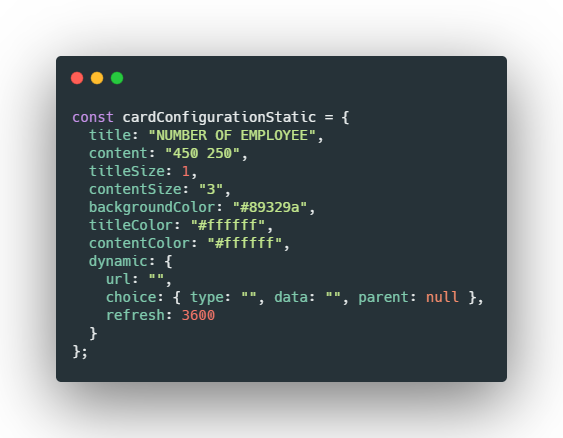 const cardConfigurationStatic = {
  title: "NUMBER OF EMPLOYEE",
  content: "450 250",
  titleSize: 1,
  contentSize: "3",
  backgroundColor: "#89329a",
  titleColor: "#ffffff",
  contentColor: "#ffffff",
  dynamic: {
    url: "",
    choice: { type: "", data: "", parent: null },
    refresh: 3600
  }
};